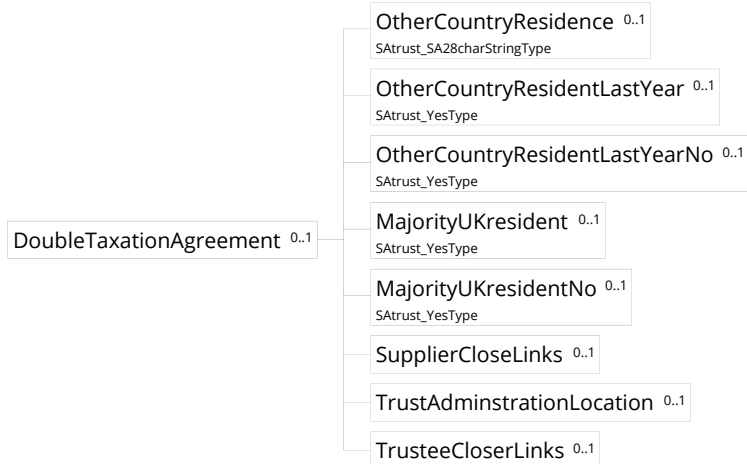 OtherCountryResidence 0..1
SAtrust_SA28charStringType
OtherCountryResidentLastYear 0..1
SAtrust_YesType
OtherCountryResidentLastYearNo 0..1
SAtrust_YesType
DoubleTaxationAgreement 0..1
MajorityUKresident 0..1
SAtrust_YesType
MajorityUKresidentNo 0..1
SAtrust_YesType
SupplierCloseLinks 0..1
TrustAdminstrationLocation 0..1
TrusteeCloserLinks 0..1